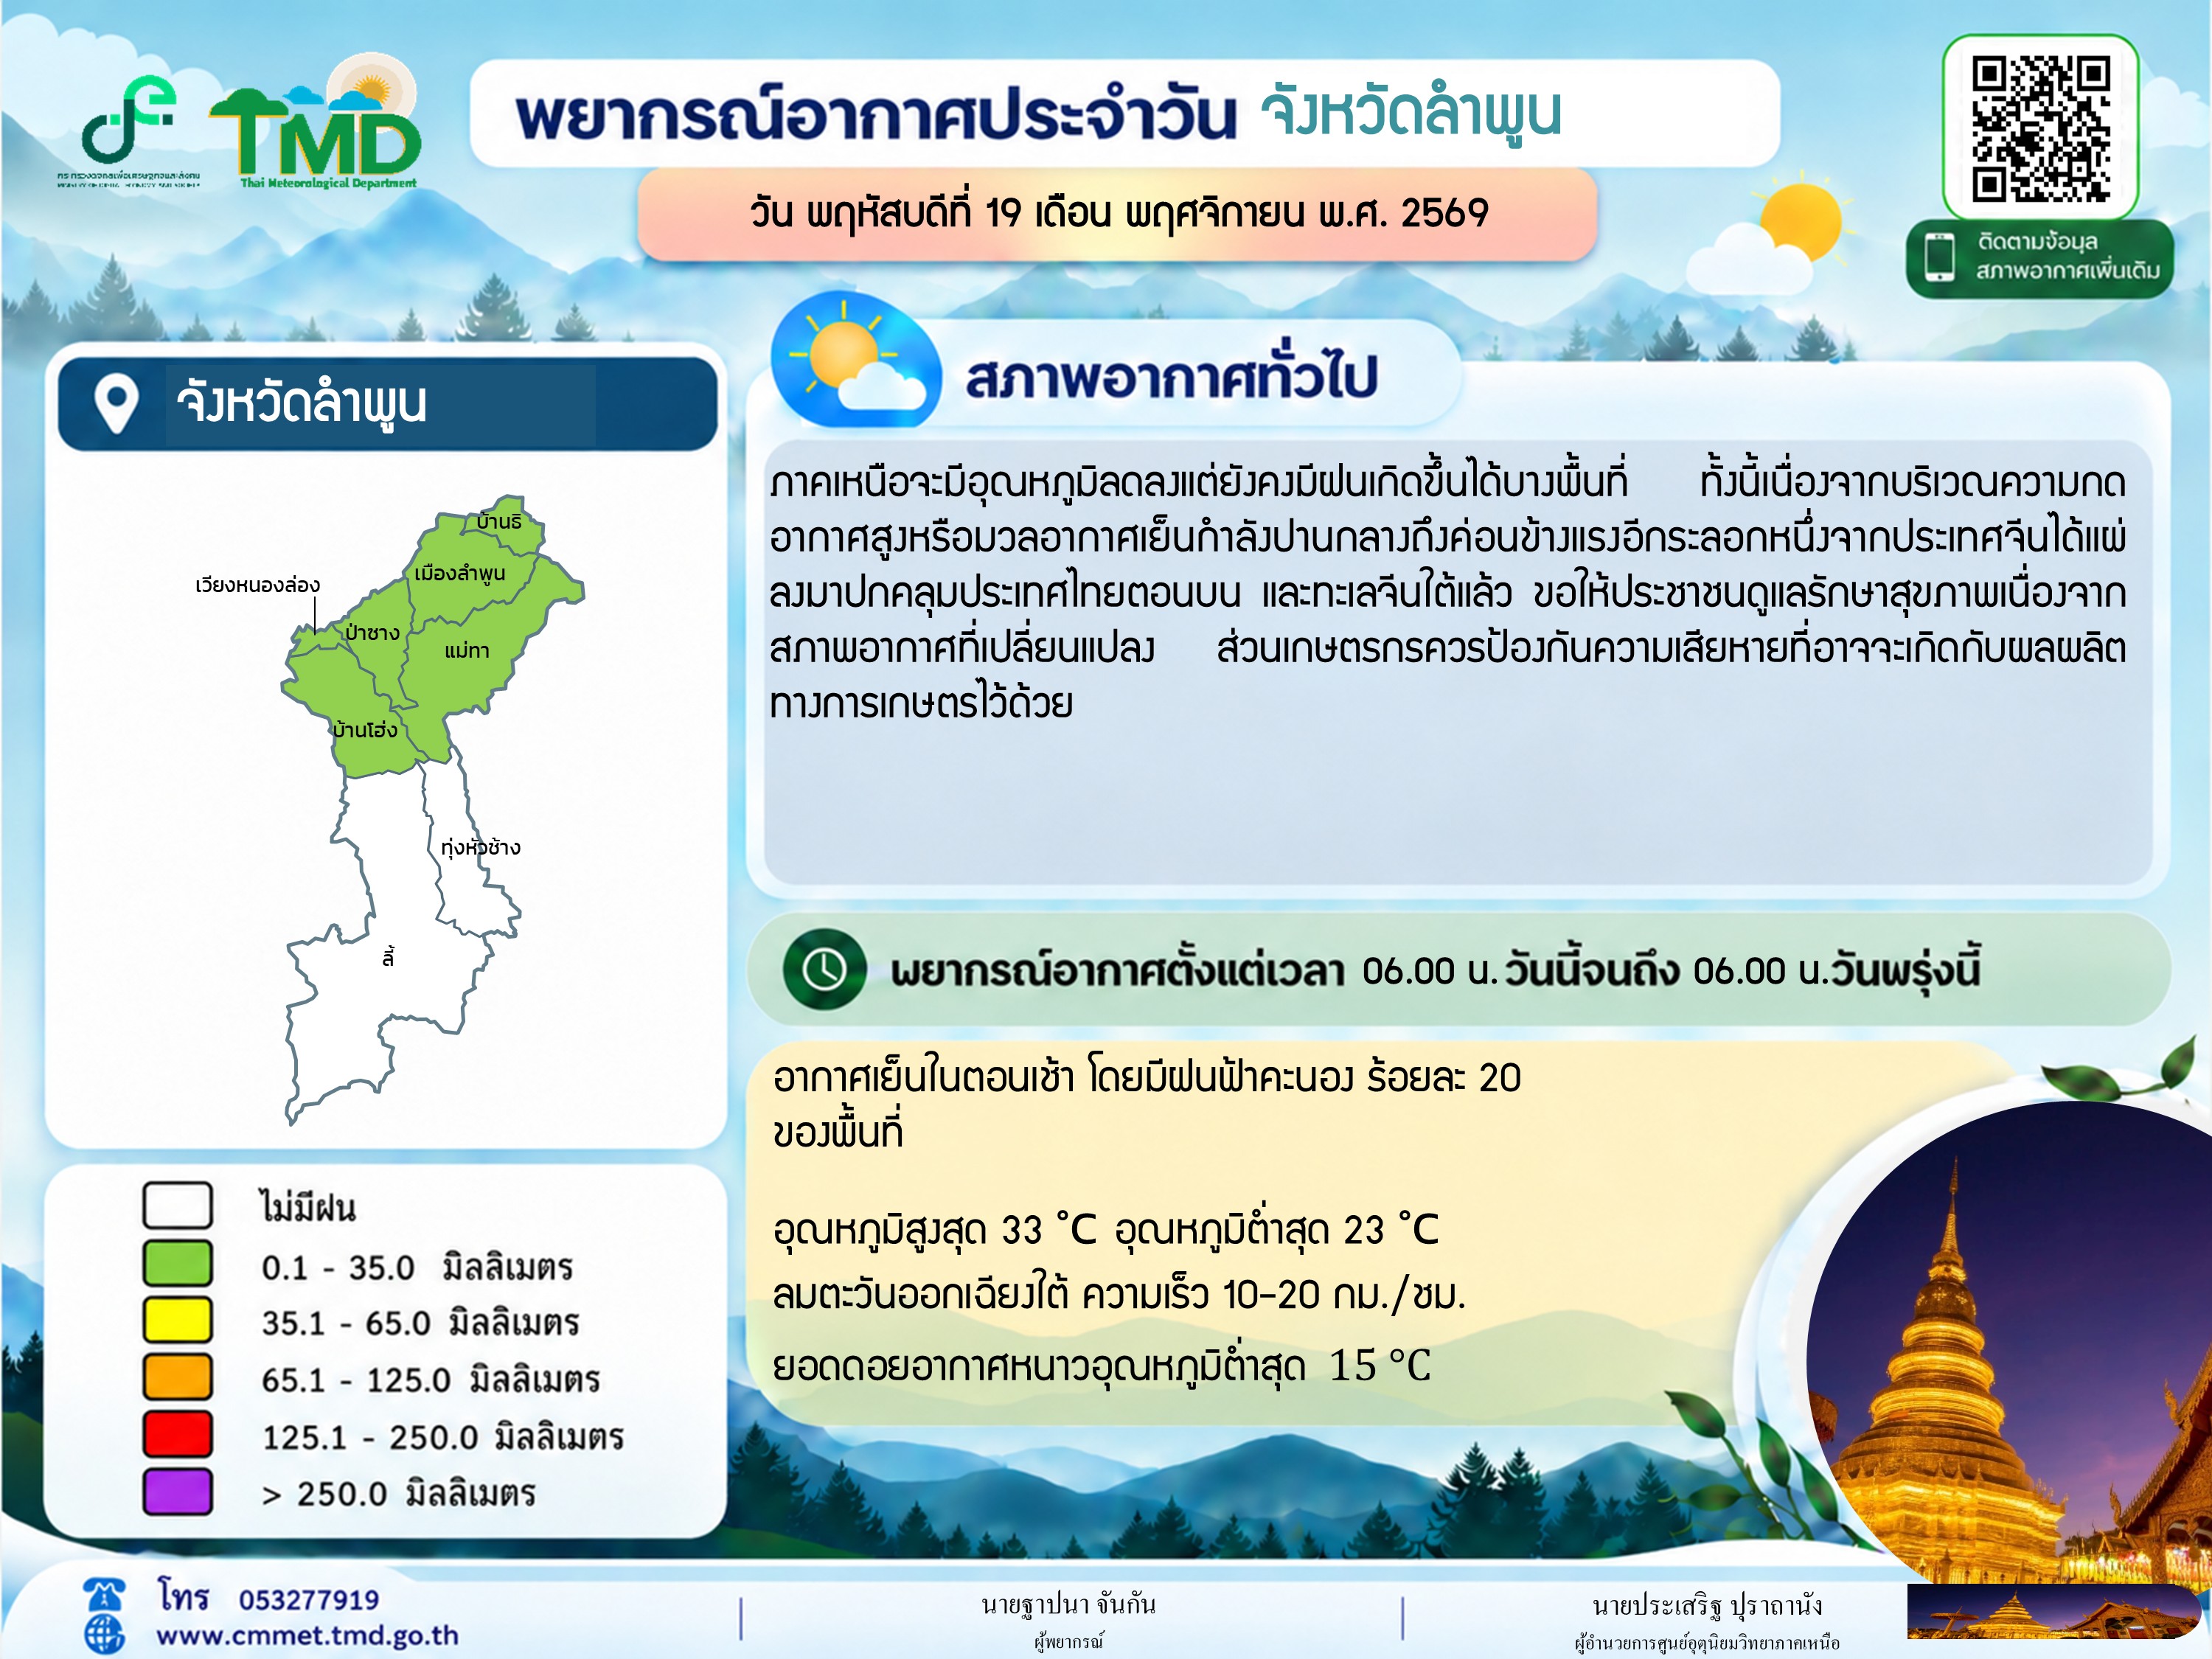 TMD
Thai Meteorological Department
พยากรณ์อากาศประจำวัน จังหวัดลำพูน
วัน พฤหัสบดีที่ 19 เดือน พฤศจิกายน พ.ศ. 2569
ติดตามข้อมูล
สภาพอากาศเพิ่มเติม
จังหวัดลำพูน
บ้านธิ
เมืองลำพูน
เวียงหนองล่อง
ป่าซาง
แม่ทา
บ้านโฮ่ง
ทุ่งหัวช้าง
ลี้
ไม่มีฝน
0.1 - 35.0 มิลลิเมตร
35.1 - 65.0 มิลลิเมตร
65.1 - 125.0 มิลลิเมตร
125.1 - 250.0 มิลลิเมตร
> 250.0 มิลลิเมตร
สภาพอากาศทั่วไป
ภาคเหนือจะมีอุณหภูมิลดลงแต่ยังคงมีฝนเกิดขึ้นได้บางพื้นที่ ทั้งนี้เนื่องจากบริเวณความกด
อากาศสูงหรือมวลอากาศเย็นกำลังปานกลางถึงค่อนข้างแรงอีกระลอกหนึ่งจากประเทศจีนได้แผ่
ลงมาปกคลุมประเทศไทยตอนบน และทะเลจีนใต้แล้ว ขอให้ประชาชนดูแลรักษาสุขภาพเนื่องจาก
สภาพอากาศที่เปลี่ยนแปลง ส่วนเกษตรกรควรป้องกันความเสียหายที่อาจจะเกิดกับผลผลิต
ทางการเกษตรไว้ด้วย
พยากรณ์อากาศตั้งแต่เวลา 06.00 น. วันนี้จนถึง 06.00 น.วันพรุ่งนี้
อากาศเย็นในตอนเช้า โดยมีฝนฟ้าคะนอง ร้อยละ 20
ของพื้นที่
อุณหภูมิสูงสุด 33 °C อุณหภูมิต่ำสุด 23 °C
ลมตะวันออกเฉียงใต้ ความเร็ว 10-20 กม./ชม.
ยอดดอยอากาศหนาวอุณหภูมิต่ำสุด 15 °C
โทร 053277919
www.cmmet.tmd.go.th
นายฐาปนา จันกัน
ผู้พยากรณ์
นายประเสริฐ ปุราถานัง
ผู้อำนวยการศูนย์อุตุนิยมวิทยาภาคเหนือ